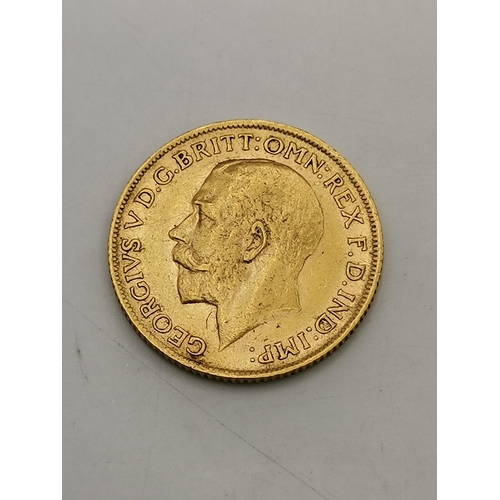 GEORGIVS V D.G.BRITT:OMN:REX F.D.IND:IMP: